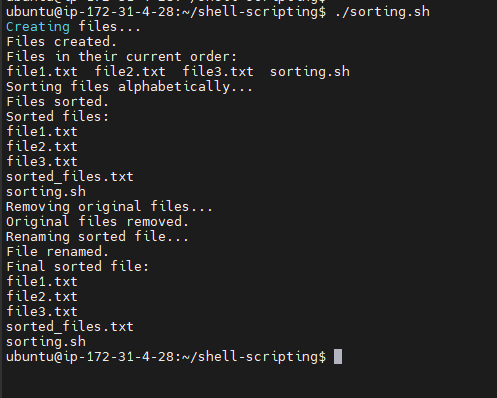 ubuntu@ip-172-31-4-28:~/shell-scripting$ ./sorting.sh
Creating files...
Files created.
Files in their current order:
file1.txt  file2.txt  file3.txt  sorting.sh
Sorting files alphabetically...
Files sorted.
Sorted files:
file1.txt
file2.txt
file3.txt
sorted_files.txt
sorting.sh
Removing original files...
Original files removed.
Renaming sorted file...
File renamed.
Final sorted file:
file1.txt
file2.txt
file3.txt
sorted_files.txt
sorting.sh
ubuntu@ip-172-31-4-28:~/shell-scripting$